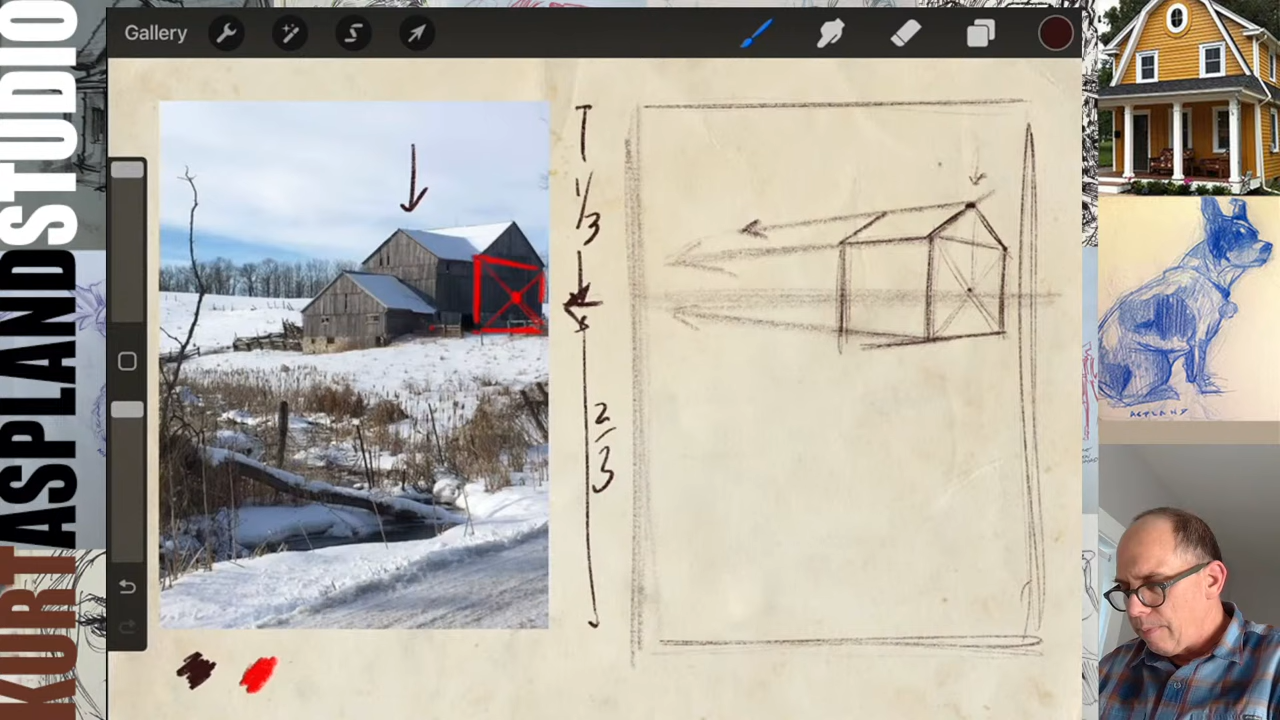 KURT ASPLAND STUDIO
Gallery
1/3
2/3
ASPLAND